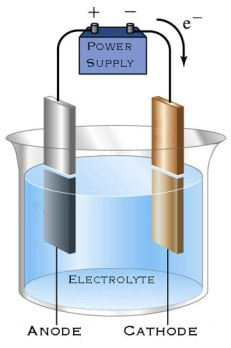 + −
e⁻
POWER
SUPPLY
ELECTROLYTE
ANODE CATHODE